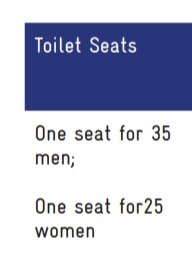 Toilet Seats
One seat for 35
men;
One seat for25
women